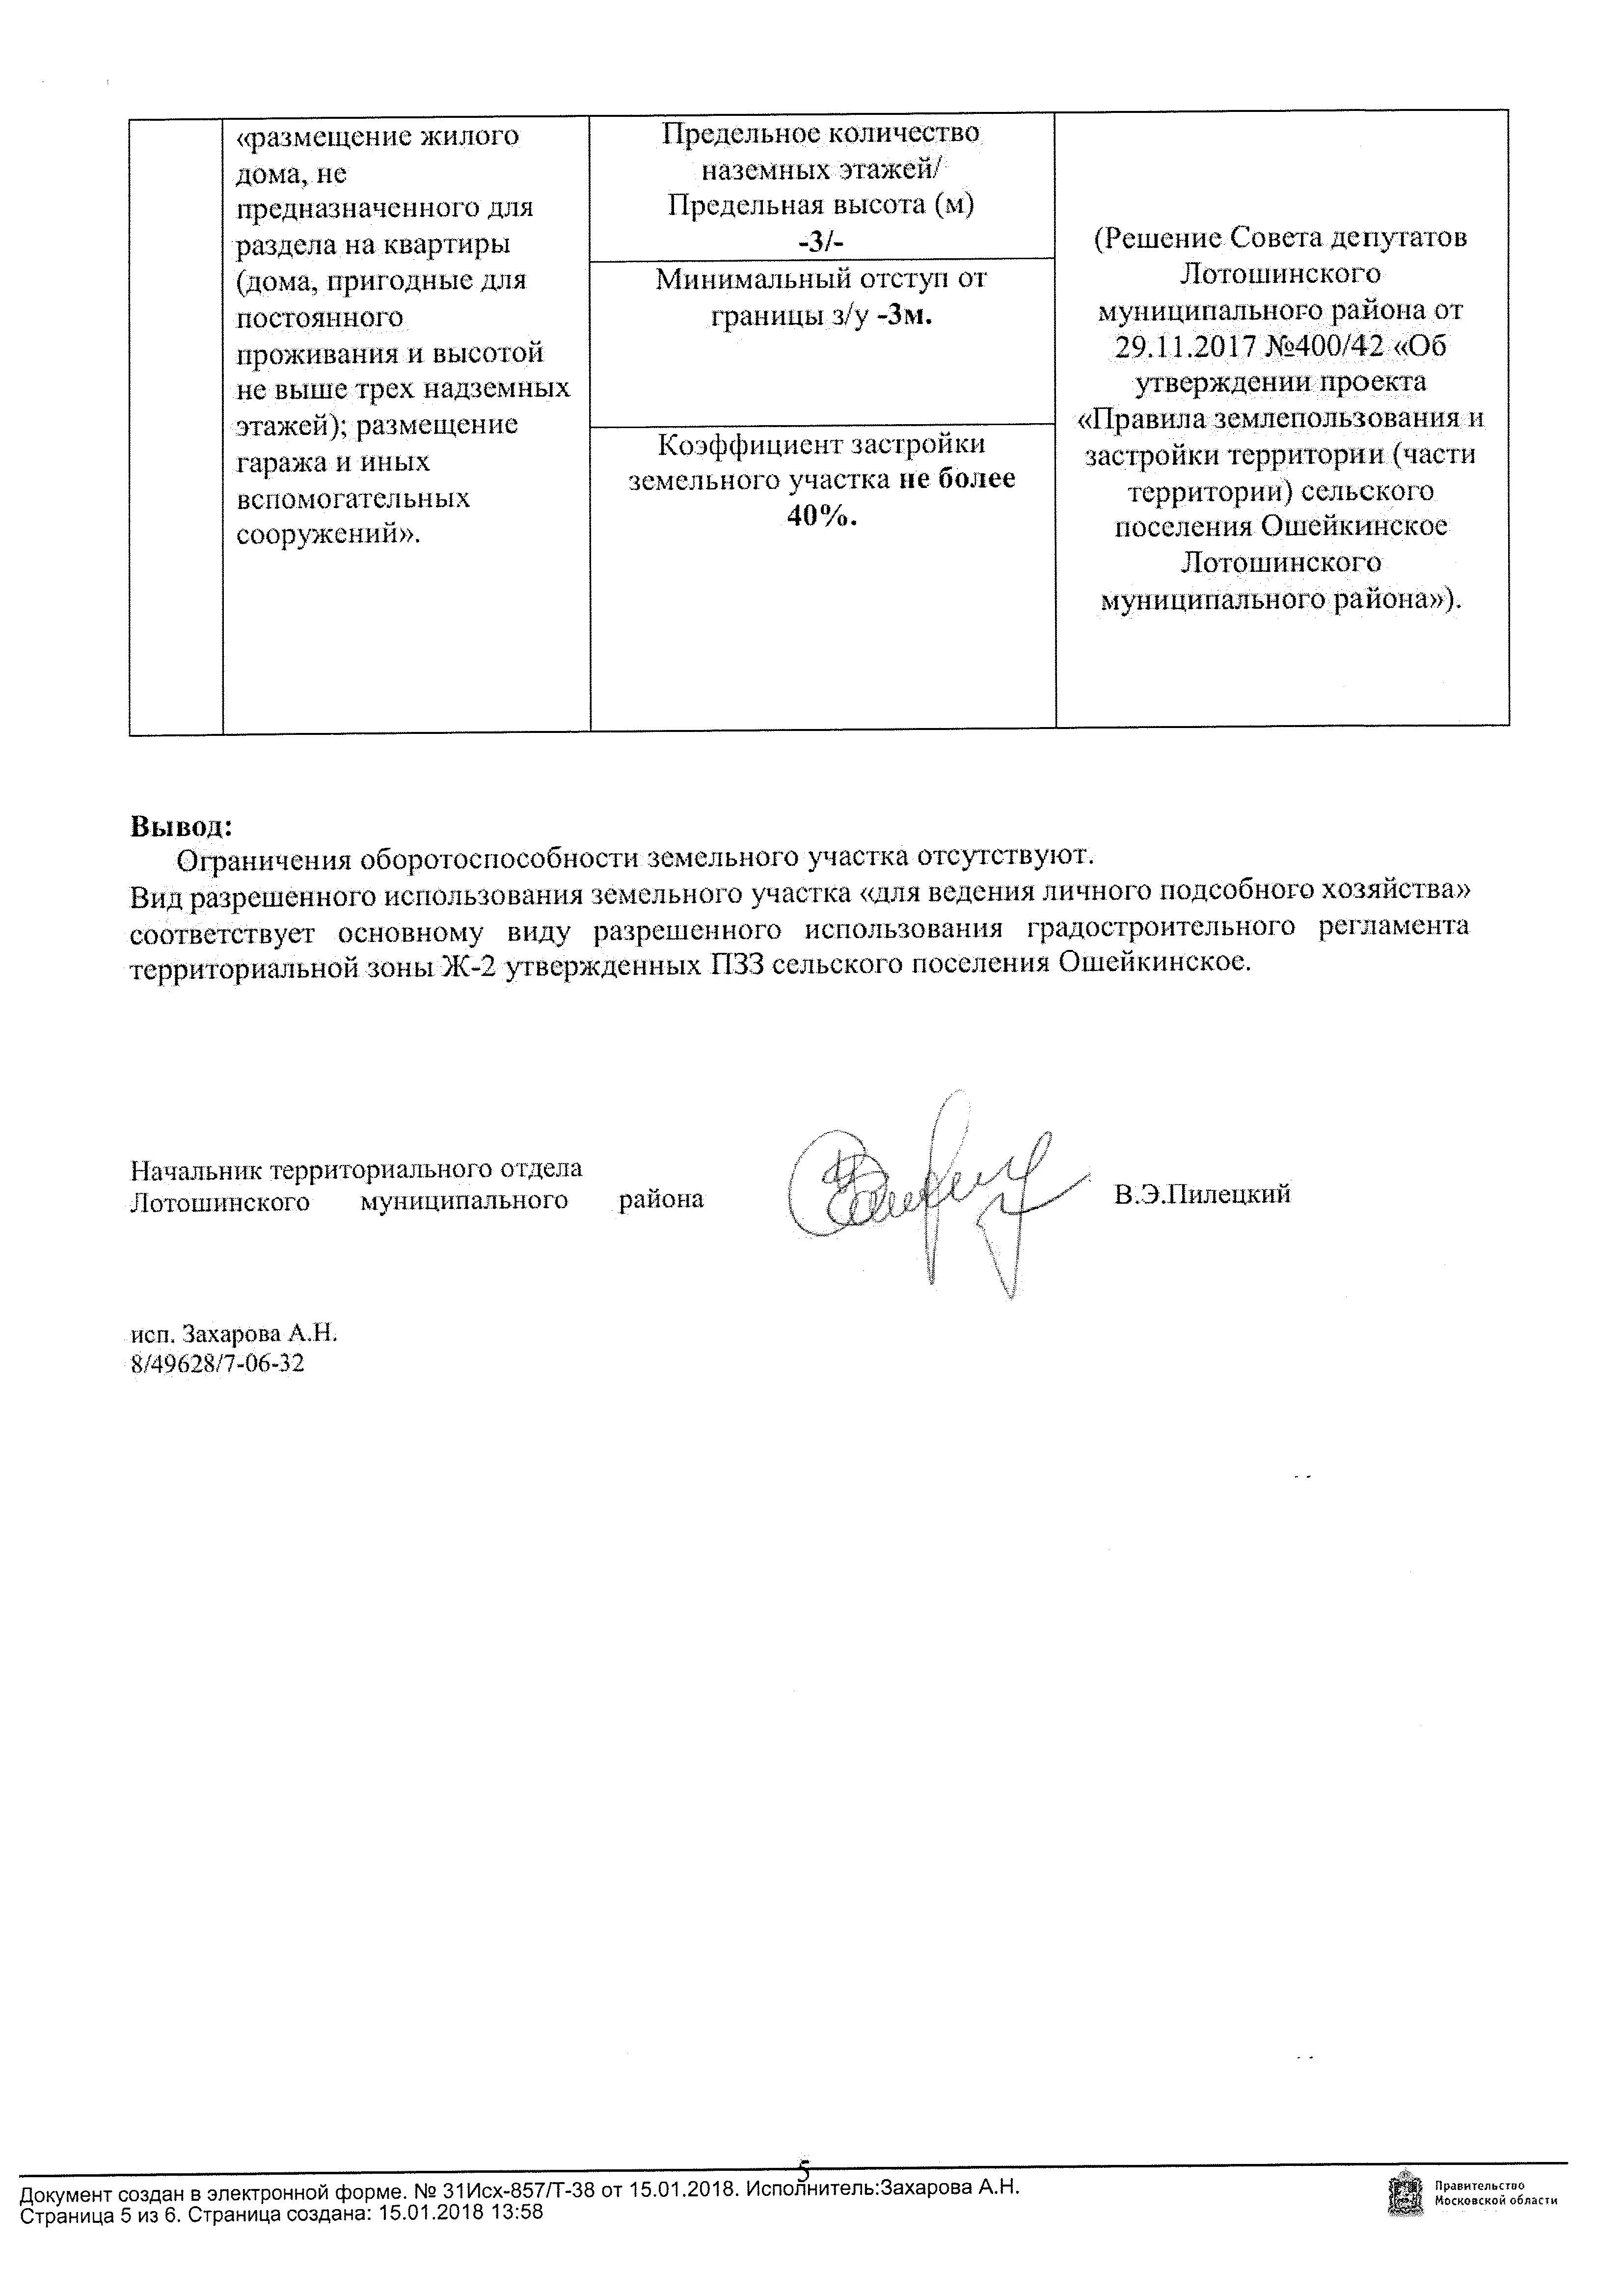 «размещение жилого
дома, не
предназначенного для
раздела на квартиры
(дома, пригодные для
постоянного
проживания и высотой
не выше трех надземных
этажей); размещение
гаража и иных
вспомогательных
сооружений».
Предельное количество
наземных этажей/
Предельная высота (м)
-3/-
Минимальный отступ от
границы з/у -3м.
Коэффициент застройки
земельного участка не более
40%.
(Решение Совета депутатов
Лотошинского
муниципального района от
29.11.2017 №400/42 «Об
утверждении проекта
«Правила землепользования и
застройки территории (части
территории) сельского
поселения Ошейкинское
Лотошинского
муниципального района»).
Вывод:
Ограничения оборотоспособности земельного участка отсутствуют.
Вид разрешенного использования земельного участка «для ведения личного подсобного хозяйства»
соответствует основному виду разрешенного использования градостроительного регламента
территориальной зоны Ж-2 утвержденных ПЗЗ сельского поселения Ошейкинское.
Начальник территориального отдела
Лотошинского муниципального района
В.Э.Пилецкий
исп. Захарова А.Н.
8/49628/7-06-32
5
Документ создан в электронной форме. № 31Исх-857/Т-38 от 15.01.2018. Исполнитель:Захарова А.Н.
Страница 5 из 6. Страница создана: 15.01.2018 13:58
Правительство
Московской области